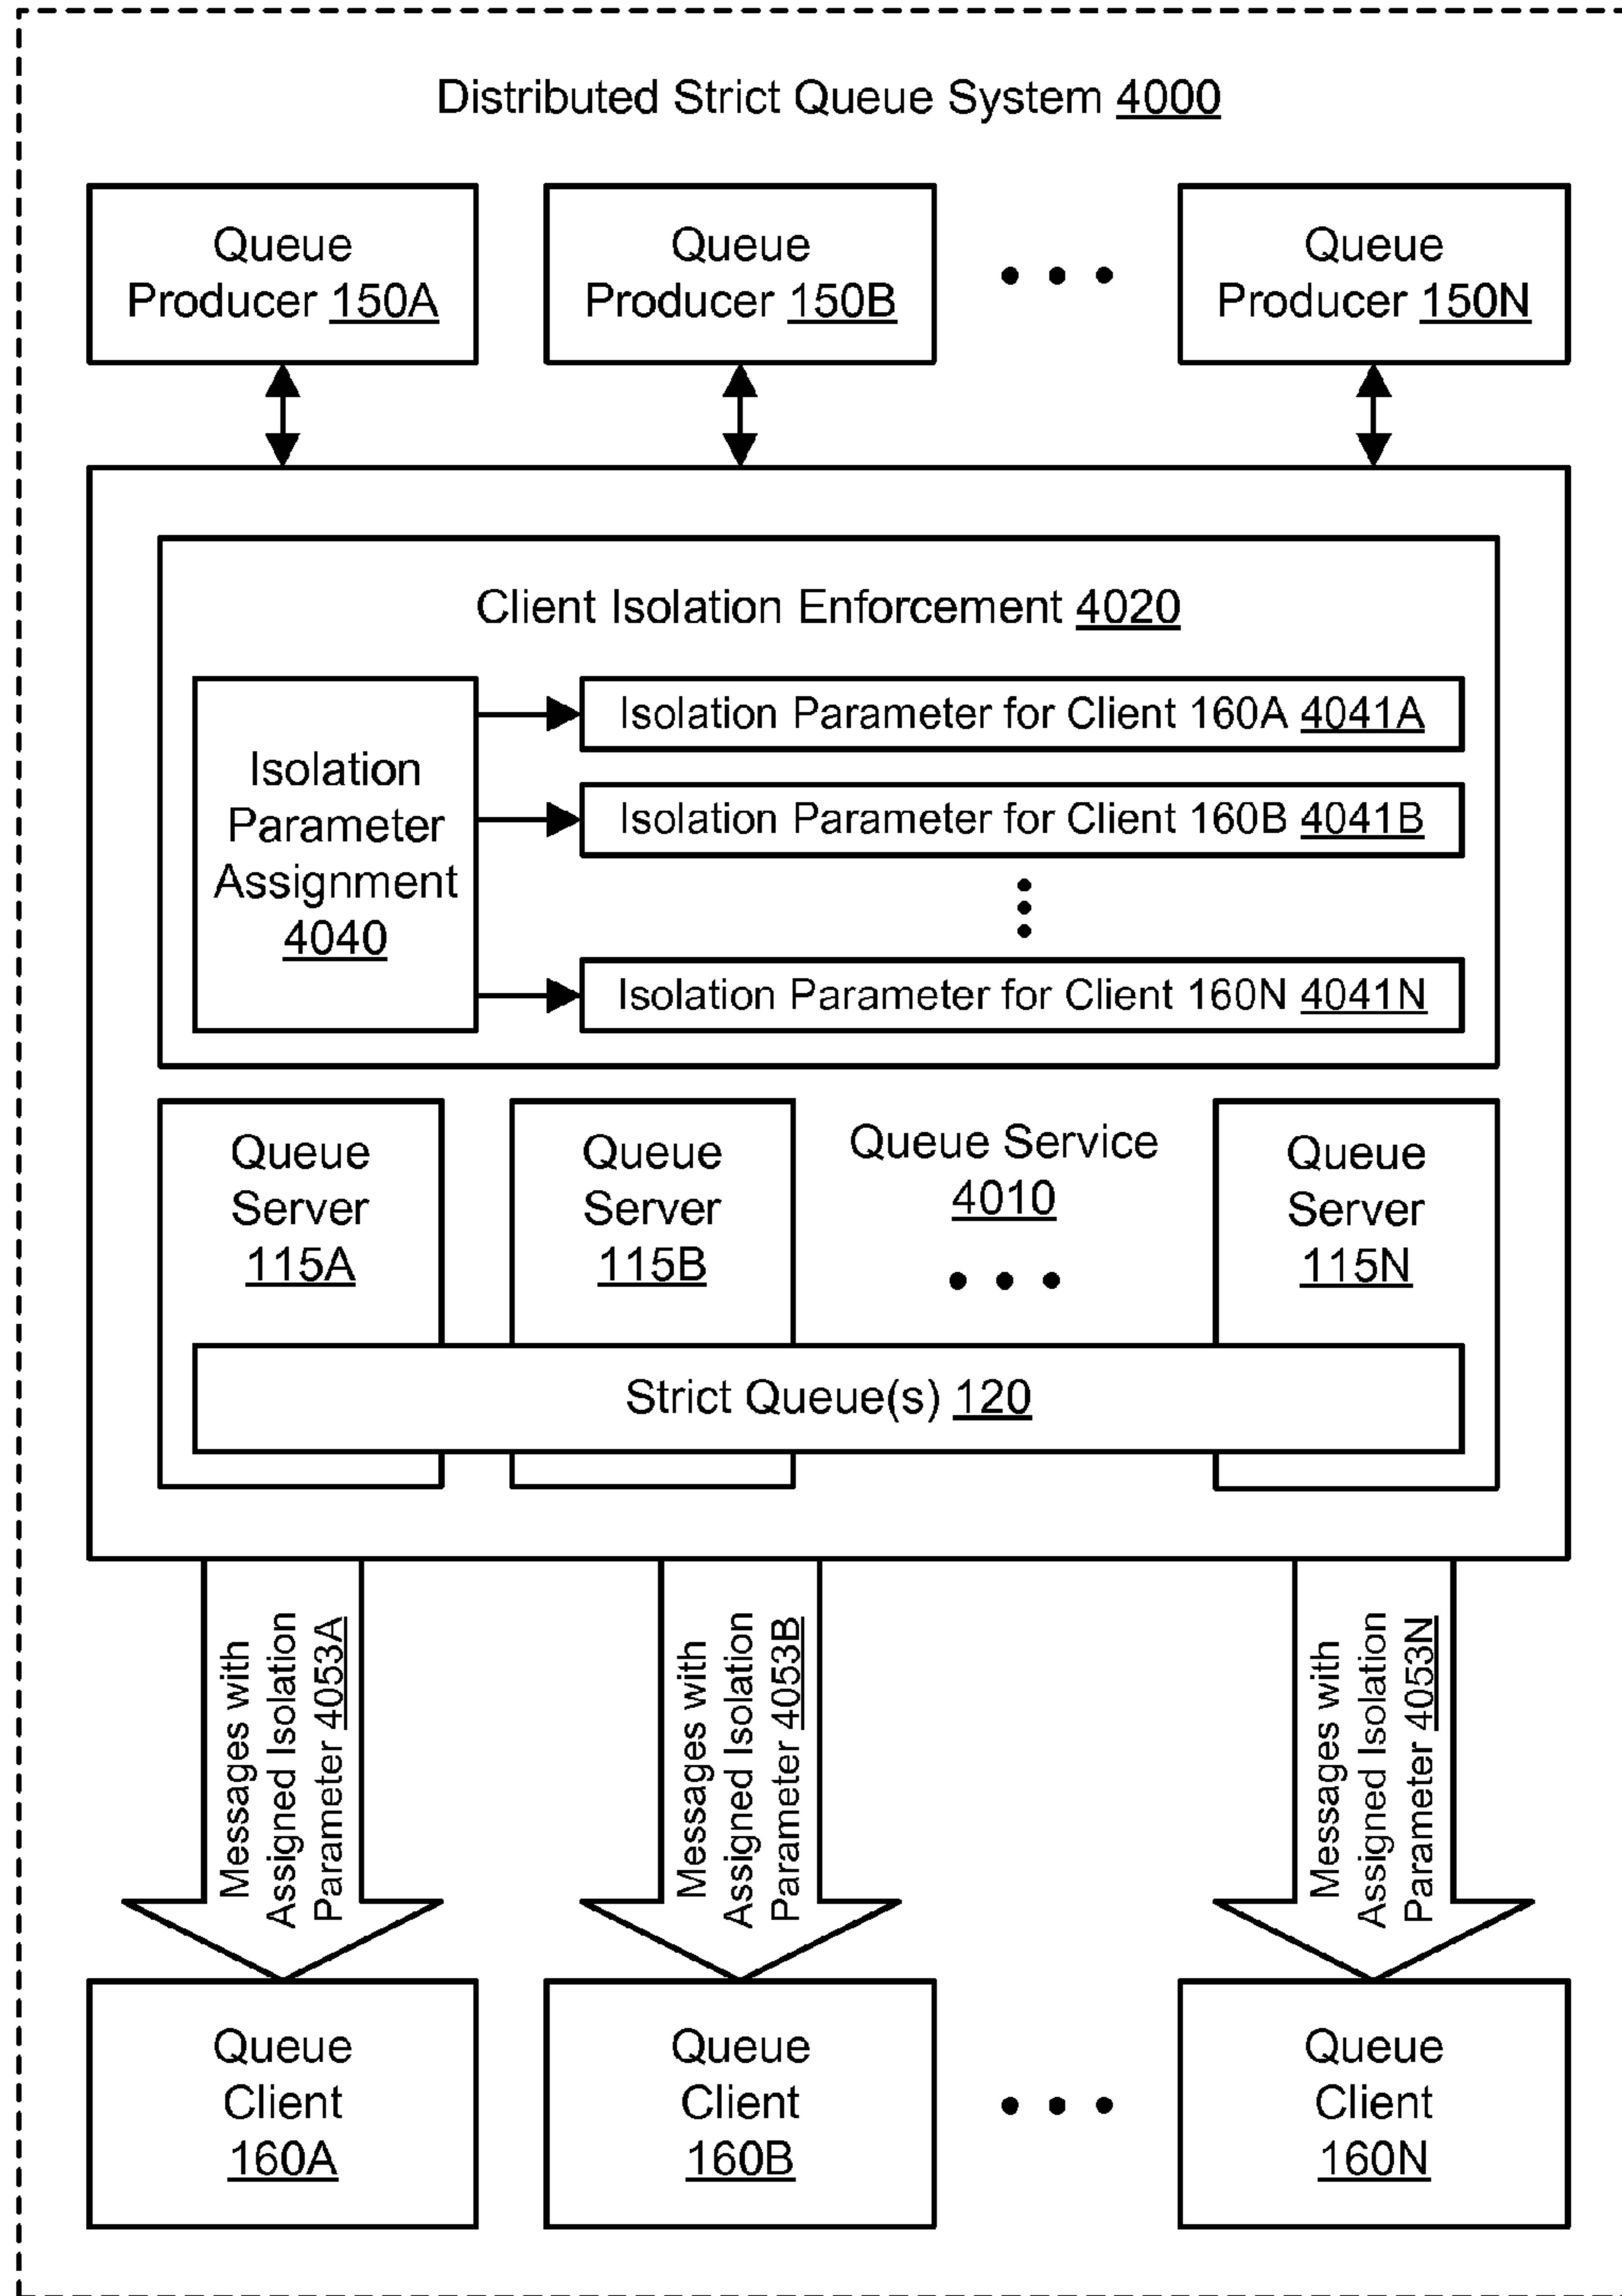 Distributed Strict Queue System 4000
Queue
Producer 150A
Queue
Producer 150B
Queue
Producer 150N
Client Isolation Enforcement 4020
Isolation
Parameter
Assignment
4040
Isolation Parameter for Client 160A 4041A
Isolation Parameter for Client 160B 4041B
Isolation Parameter for Client 160N 4041N
Queue
Server
115A
Queue
Server
115B
Queue Service
4010
Queue
Server
115N
Strict Queue(s) 120
Messages with
Assigned Isolation
Parameter 4053A
Messages with
Assigned Isolation
Parameter 4053B
Messages with
Assigned Isolation
Parameter 4053N
Queue
Client
160A
Queue
Client
160B
Queue
Client
160N